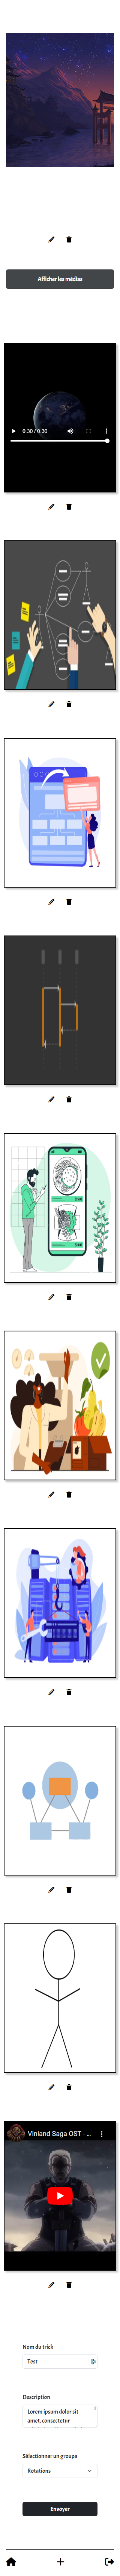 Afficher les médias
0:30 / 0:30
Vinland Saga OST - ...
Nom du trick
Test
Description
Lorem ipsum dolor sit
amet, consectetur
Sélectionner un groupe
Rotations
Envoyer